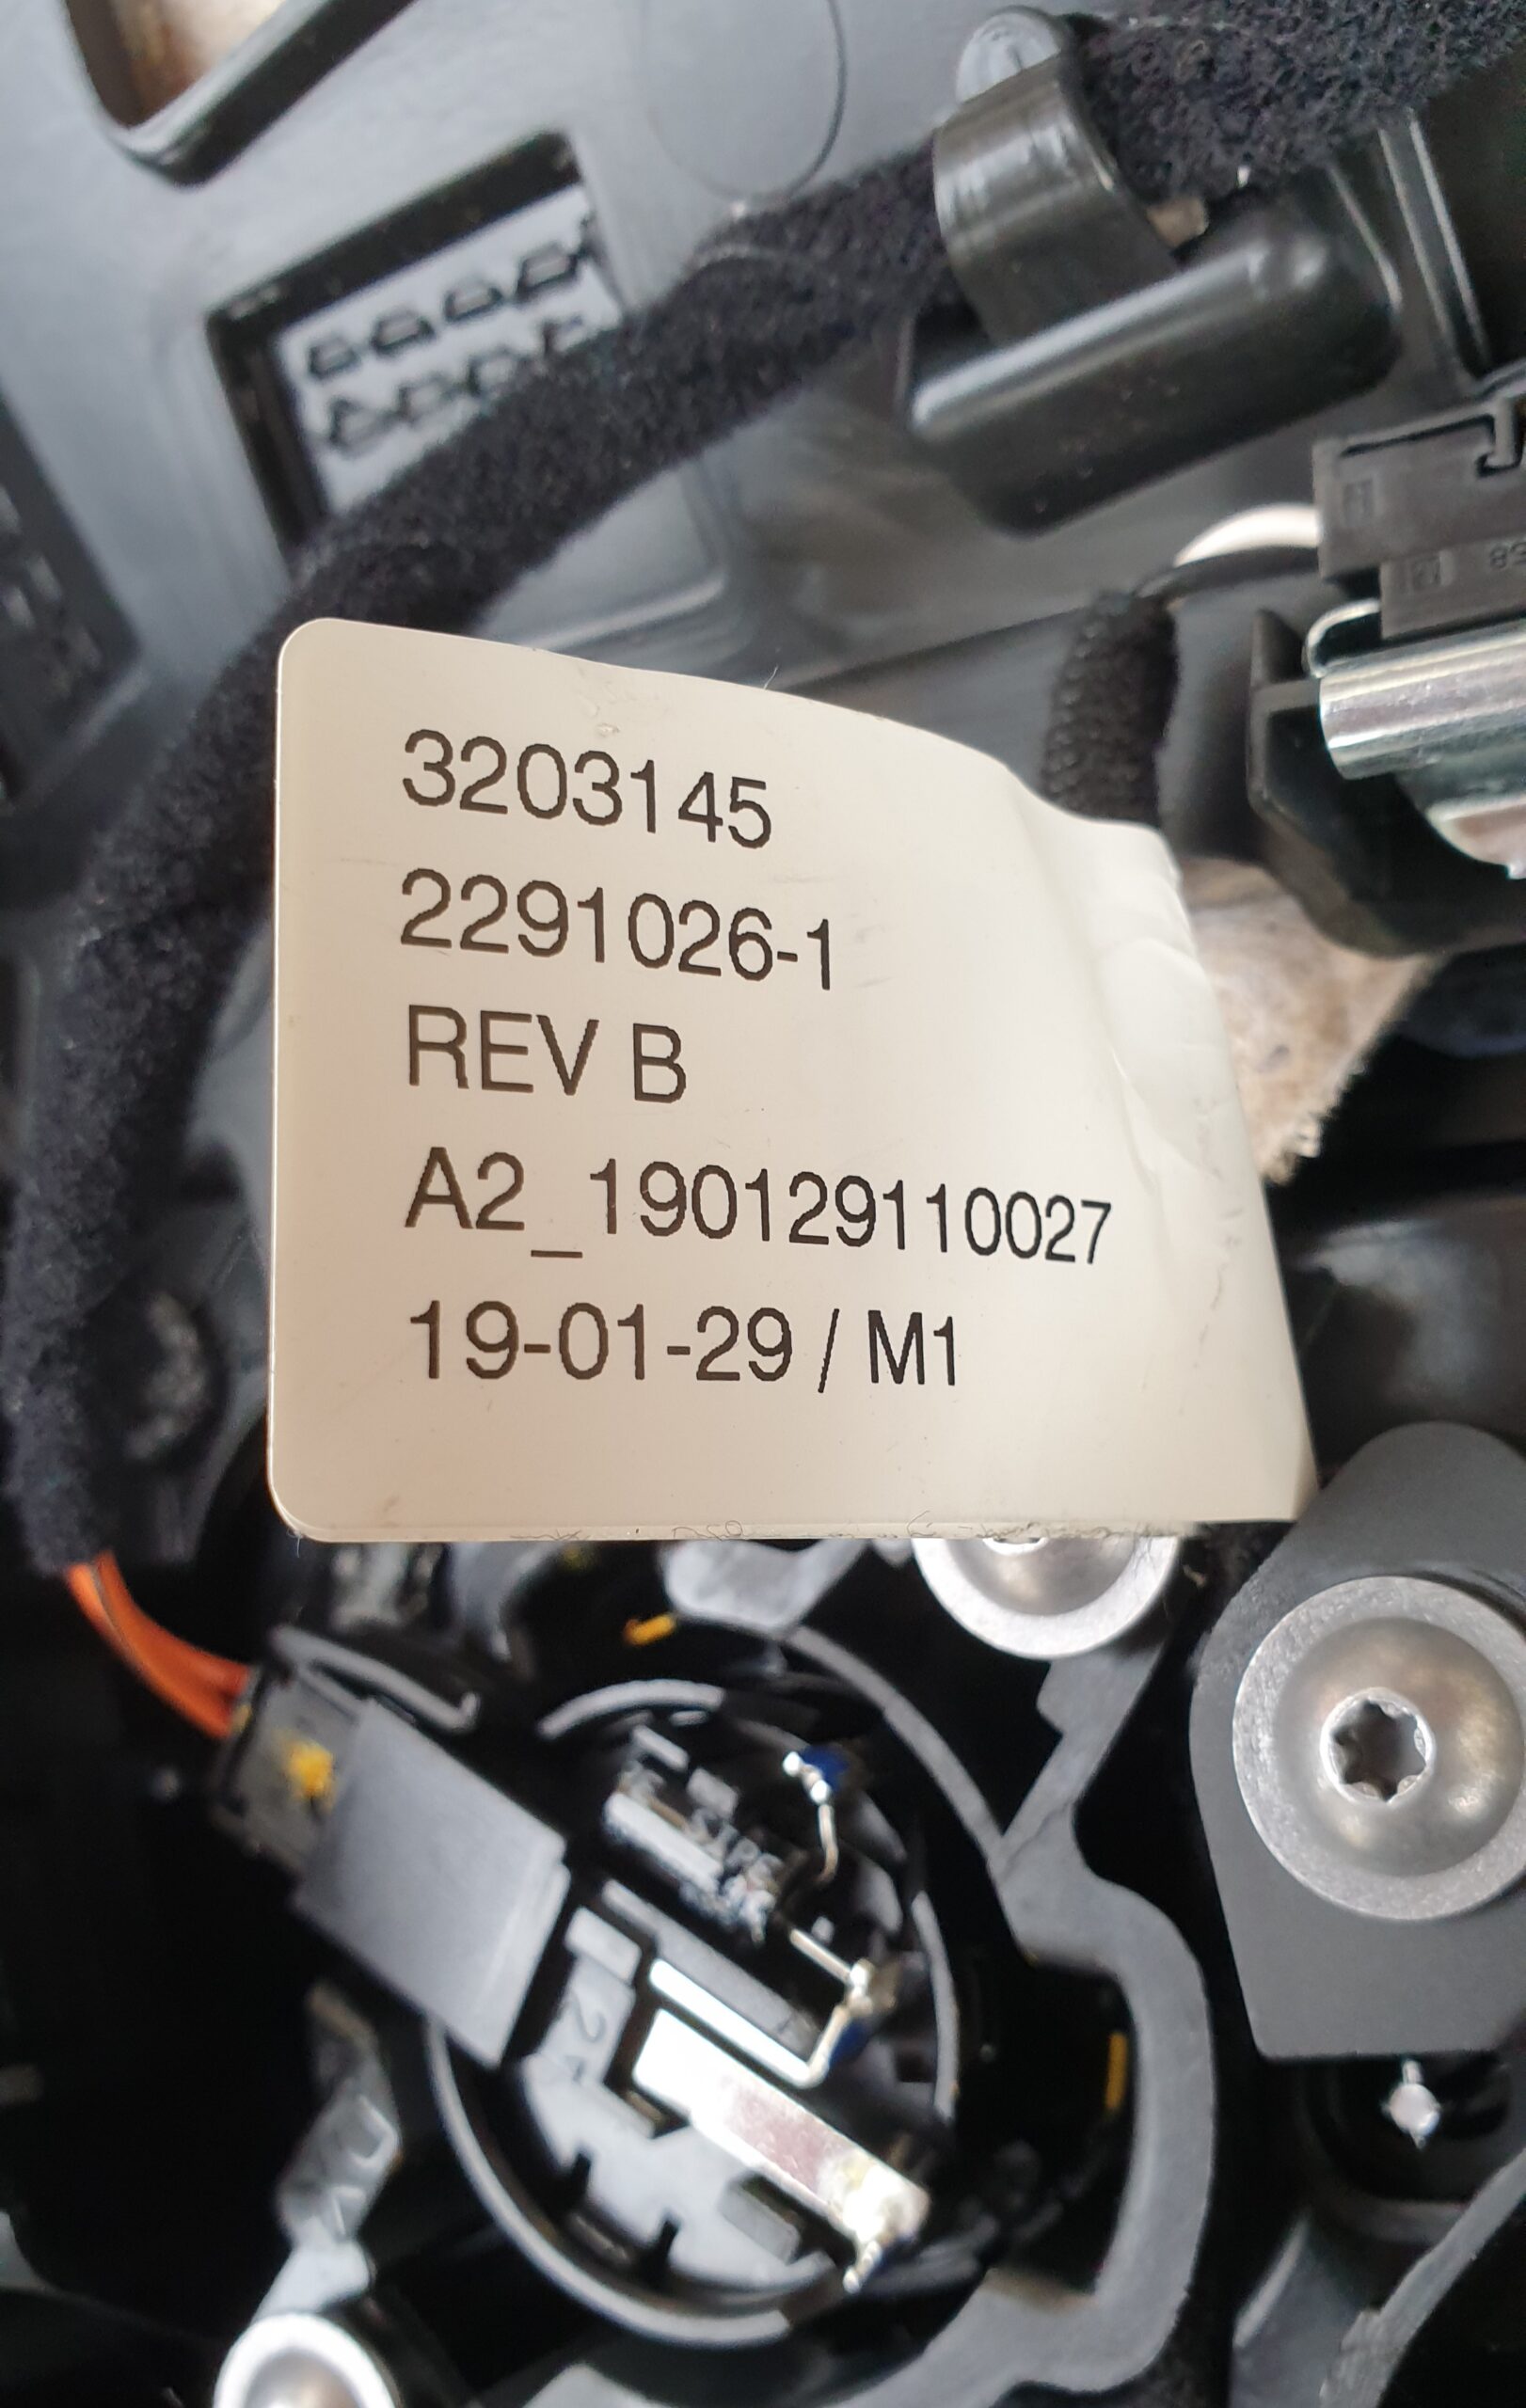 3203145
2291026-1
REV B
A2_190129110027
19-01-29 / M1